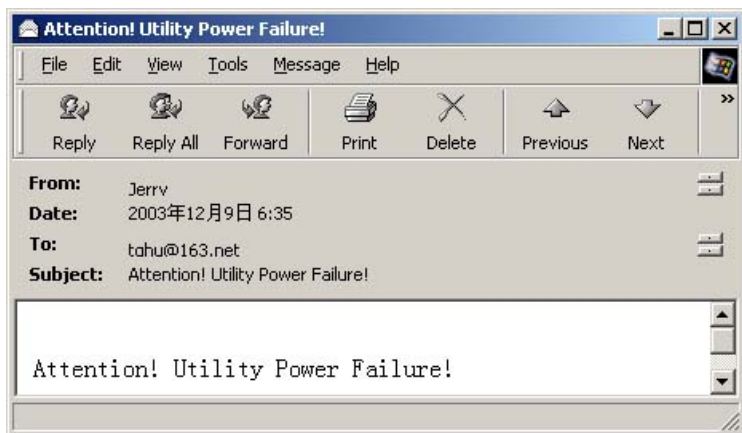 Attention! Utility Power Failure!
File Edit View Tools Message Help
»
Reply Reply All Forward Print Delete Previous Next
From: Jerry
Date: 2003年12月9日 6:35
To: tahu@163.net
Subject: Attention! Utility Power Failure!
Attention! Utility Power Failure!